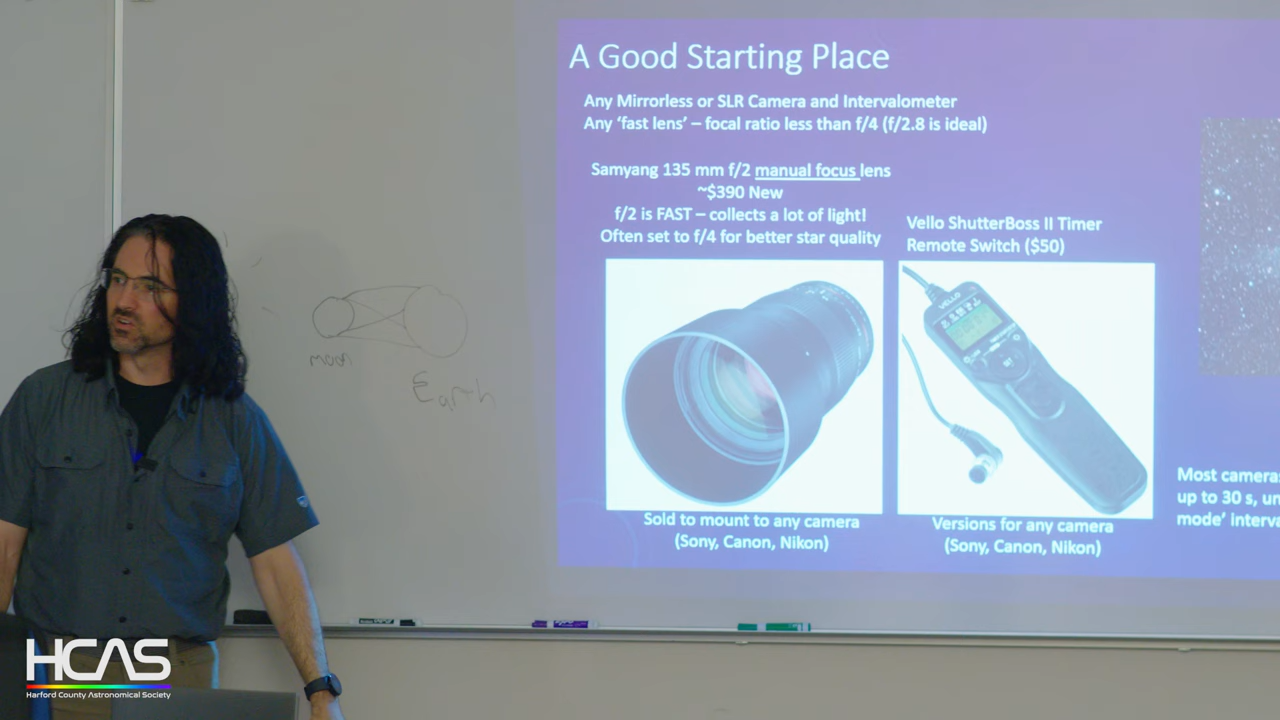 A Good Starting Place
Any Mirrorless or SLR Camera and Intervalometer
Any ‘fast lens’ – focal ratio less than f/4 (f/2.8 is ideal)
Samyang 135 mm f/2 manual focus lens
~$390 New
f/2 is FAST – collects a lot of light!
Often set to f/4 for better star quality
Vello ShutterBoss II Timer
Remote Switch ($50)
VELLO
Sold to mount to any camera
(Sony, Canon, Nikon)
Versions for any camera
(Sony, Canon, Nikon)
Most camera
up to 30 s, un
mode’ interv
moon
Earth
HCAS
Harford County Astronomical Society